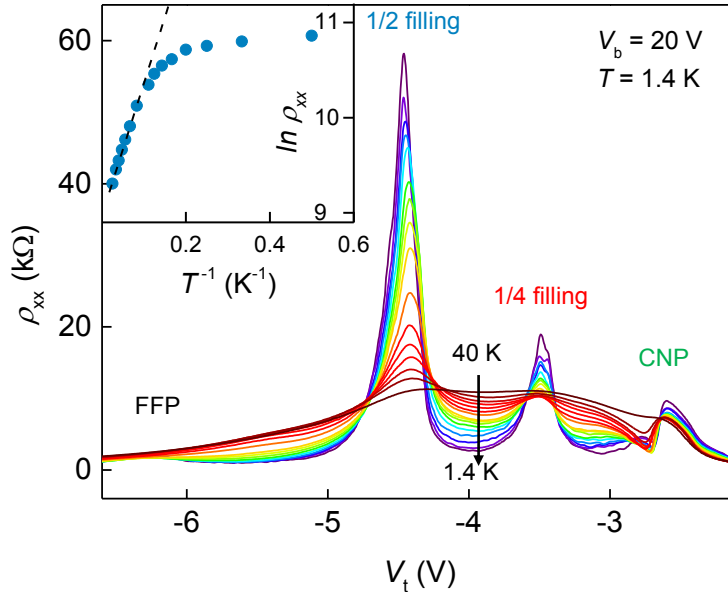 60
40
20
0
ρxx (kΩ)
-6
-5
-4
-3
Vt (V)
1/2 filling
Vb = 20 V
T = 1.4 K
11
10
9
ln ρxx
0.2
0.4
0.6
T-1 (K-1)
1/4 filling
40 K
CNP
FFP
1.4 K